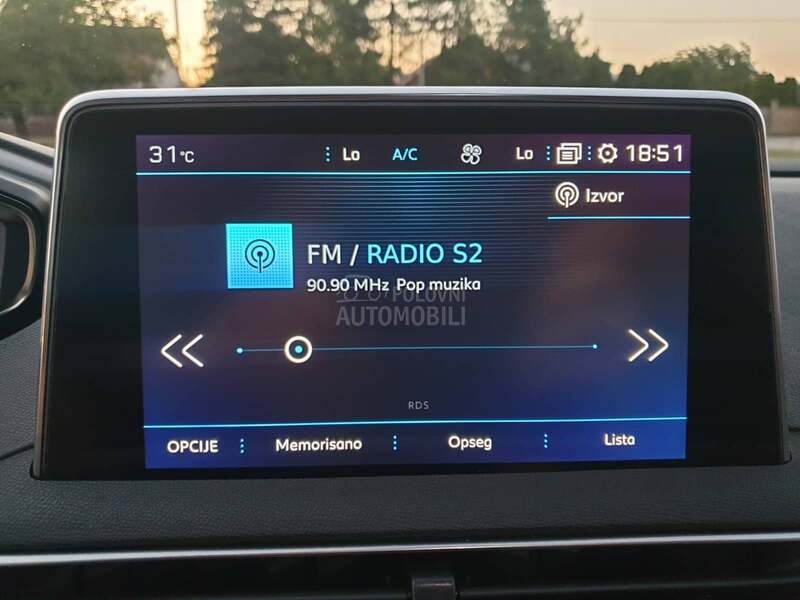 31°C Lo A/C Lo 18:51
Izvor
FM / RADIO S2
90.90 MHz Pop muzika
POLOVNI
AUTOMOBILI
RDS
OPCIJE Memorisano Opseg Lista